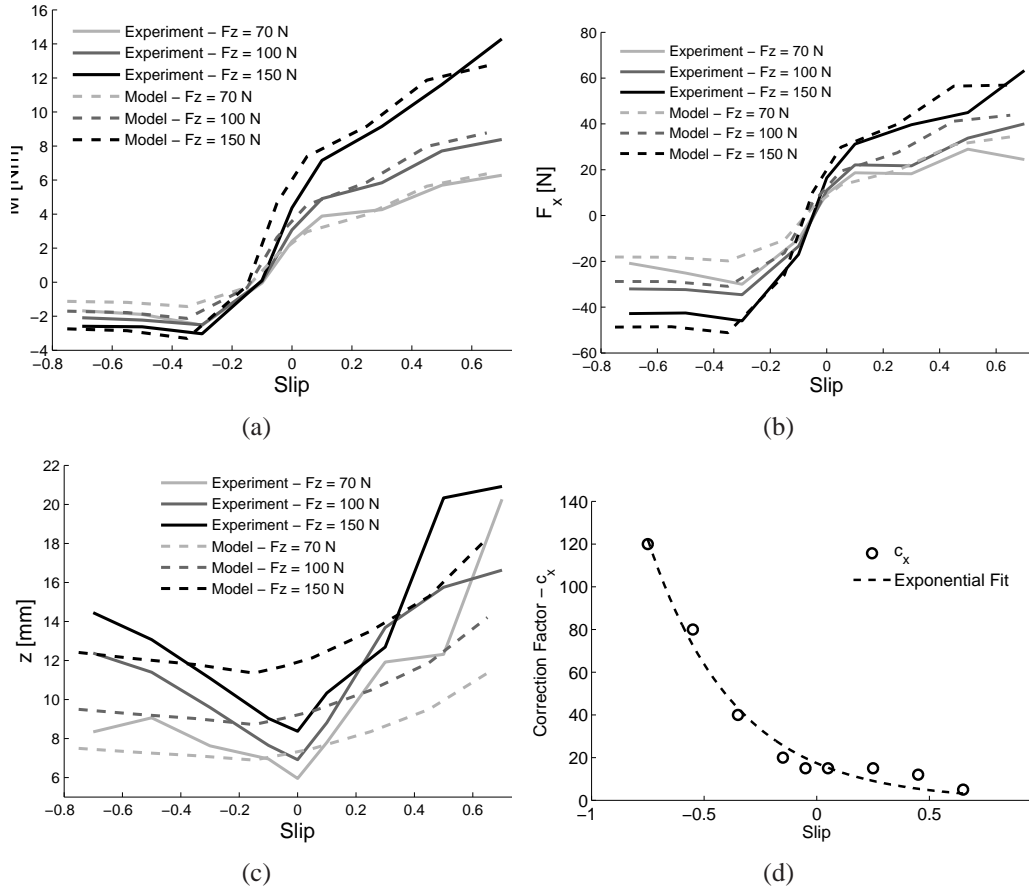 16
14
12
10
8
6
4
2
0
−2
−4
M [Nm]
Experiment − Fz = 70 N
Experiment − Fz = 100 N
Experiment − Fz = 150 N
Model − Fz = 70 N
Model − Fz = 100 N
Model − Fz = 150 N
−0.8 −0.6 −0.4 −0.2 0 0.2 0.4 0.6
Slip
(a)
80
60
40
20
0
−20
−40
−60
F_x [N]
Experiment − Fz = 70 N
Experiment − Fz = 100 N
Experiment − Fz = 150 N
Model − Fz = 70 N
Model − Fz = 100 N
Model − Fz = 150 N
−0.8 −0.6 −0.4 −0.2 0 0.2 0.4 0.6
Slip
(b)
22
20
18
16
14
12
10
8
6
z [mm]
Experiment − Fz = 70 N
Experiment − Fz = 100 N
Experiment − Fz = 150 N
Model − Fz = 70 N
Model − Fz = 100 N
Model − Fz = 150 N
−0.8 −0.6 −0.4 −0.2 0 0.2 0.4 0.6
Slip
(c)
140
120
100
80
60
40
20
0
Correction Factor − c_x
c_x
Exponential Fit
−1 −0.5 0 0.5
Slip
(d)